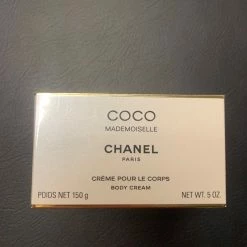 COCO
MADEMOISELLE
CHANEL
PARIS
CRÈME POUR LE CORPS
BODY CREAM
POIDS NET 150 g NET WT. 5 OZ.